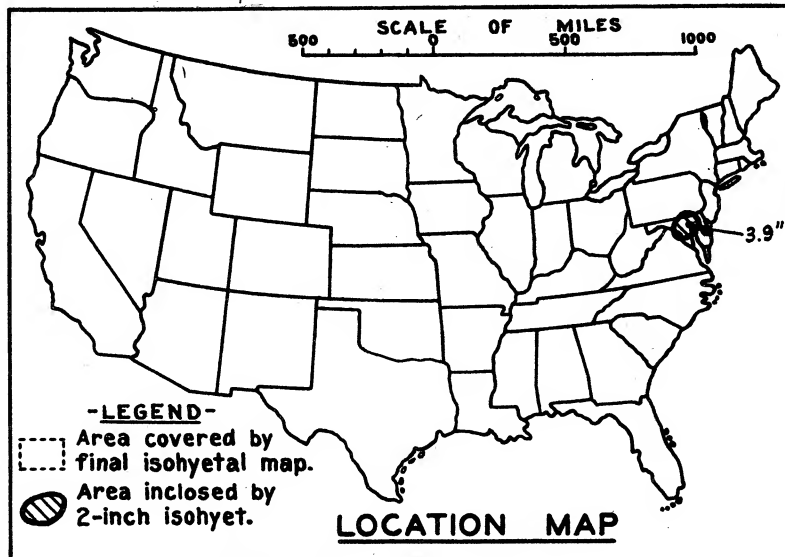 SCALE OF MILES
500 0 500 1000
3.9"
-LEGEND-
Area covered by
final isohyetal map.
Area inclosed by
2-inch isohyet.
LOCATION MAP